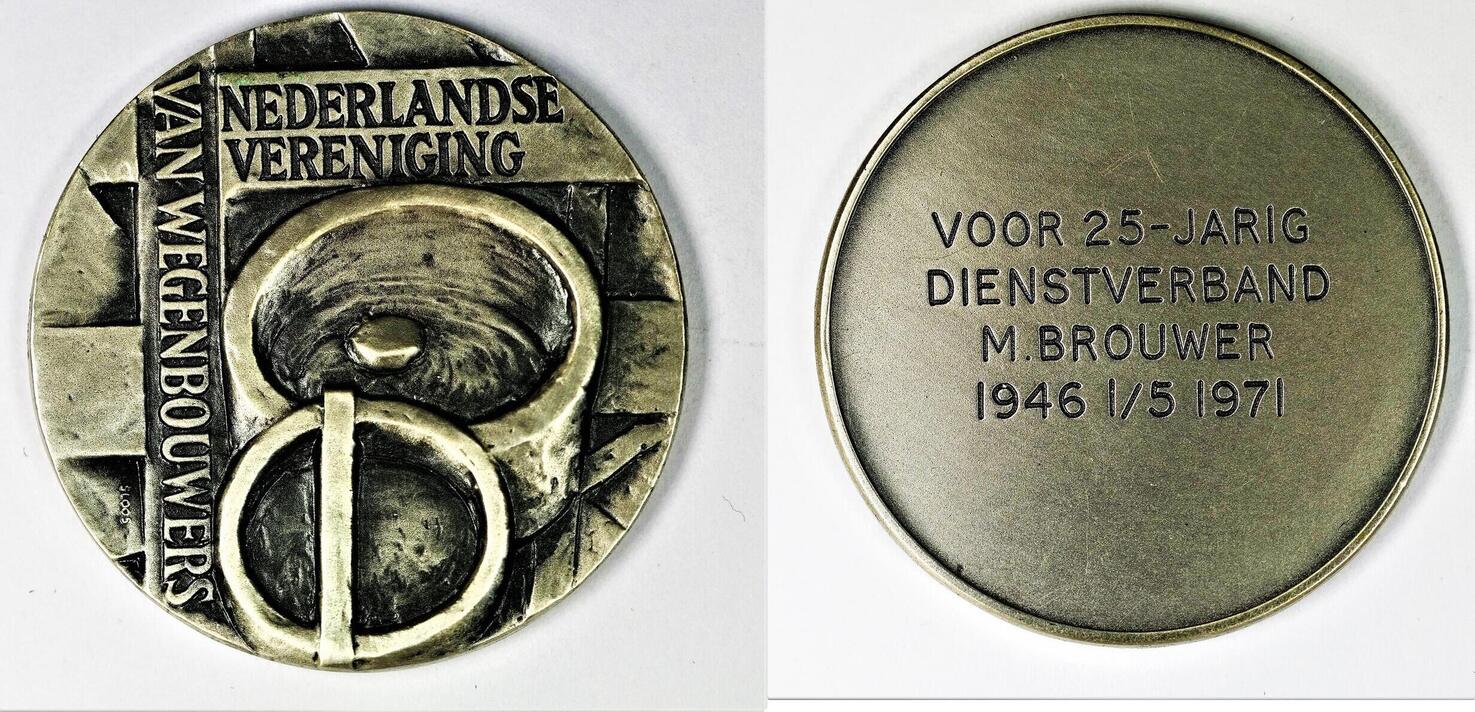 NEDERLANDSE
VERENIGING
VAN WEGENBOUWERS
VOOR 25-JARIG
DIENSTVERBAND
M.BROUWER
1946 1/5 1971